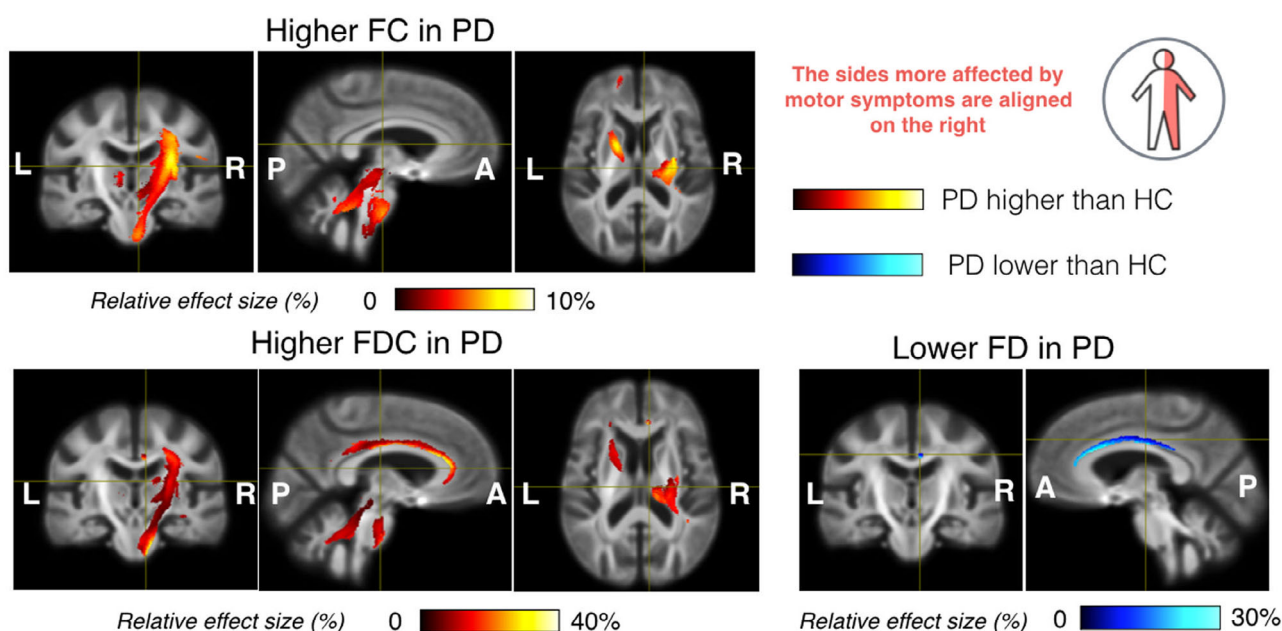 Higher FC in PD
L
R
P
A
L
R
The sides more affected by
motor symptoms are aligned
on the right
PD higher than HC
PD lower than HC
Relative effect size (%) 0 10%
Higher FDC in PD
L
R
P
A
L
R
Relative effect size (%) 0 40%
Lower FD in PD
L
R
A
P
Relative effect size (%) 0 30%